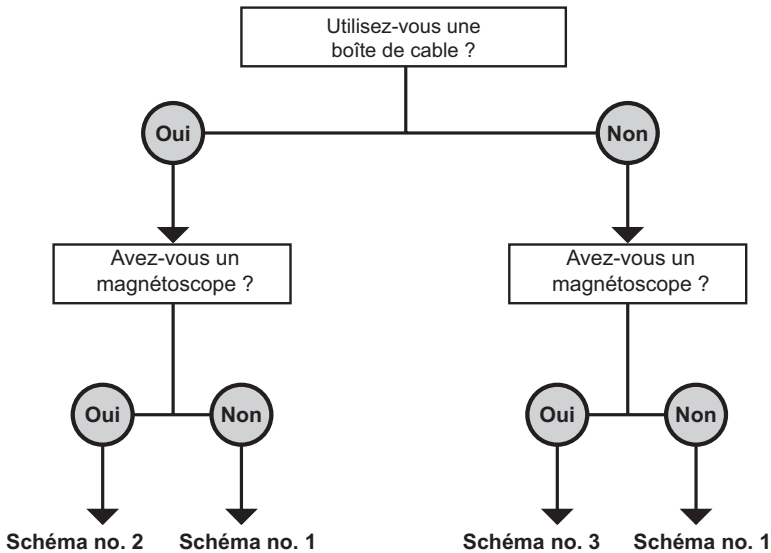 Utilisez-vous une
boîte de cable ?
Oui
Non
Avez-vous un
magnétoscope ?
Avez-vous un
magnétoscope ?
Oui
Non
Oui
Non
Schéma no. 2
Schéma no. 1
Schéma no. 3
Schéma no. 1